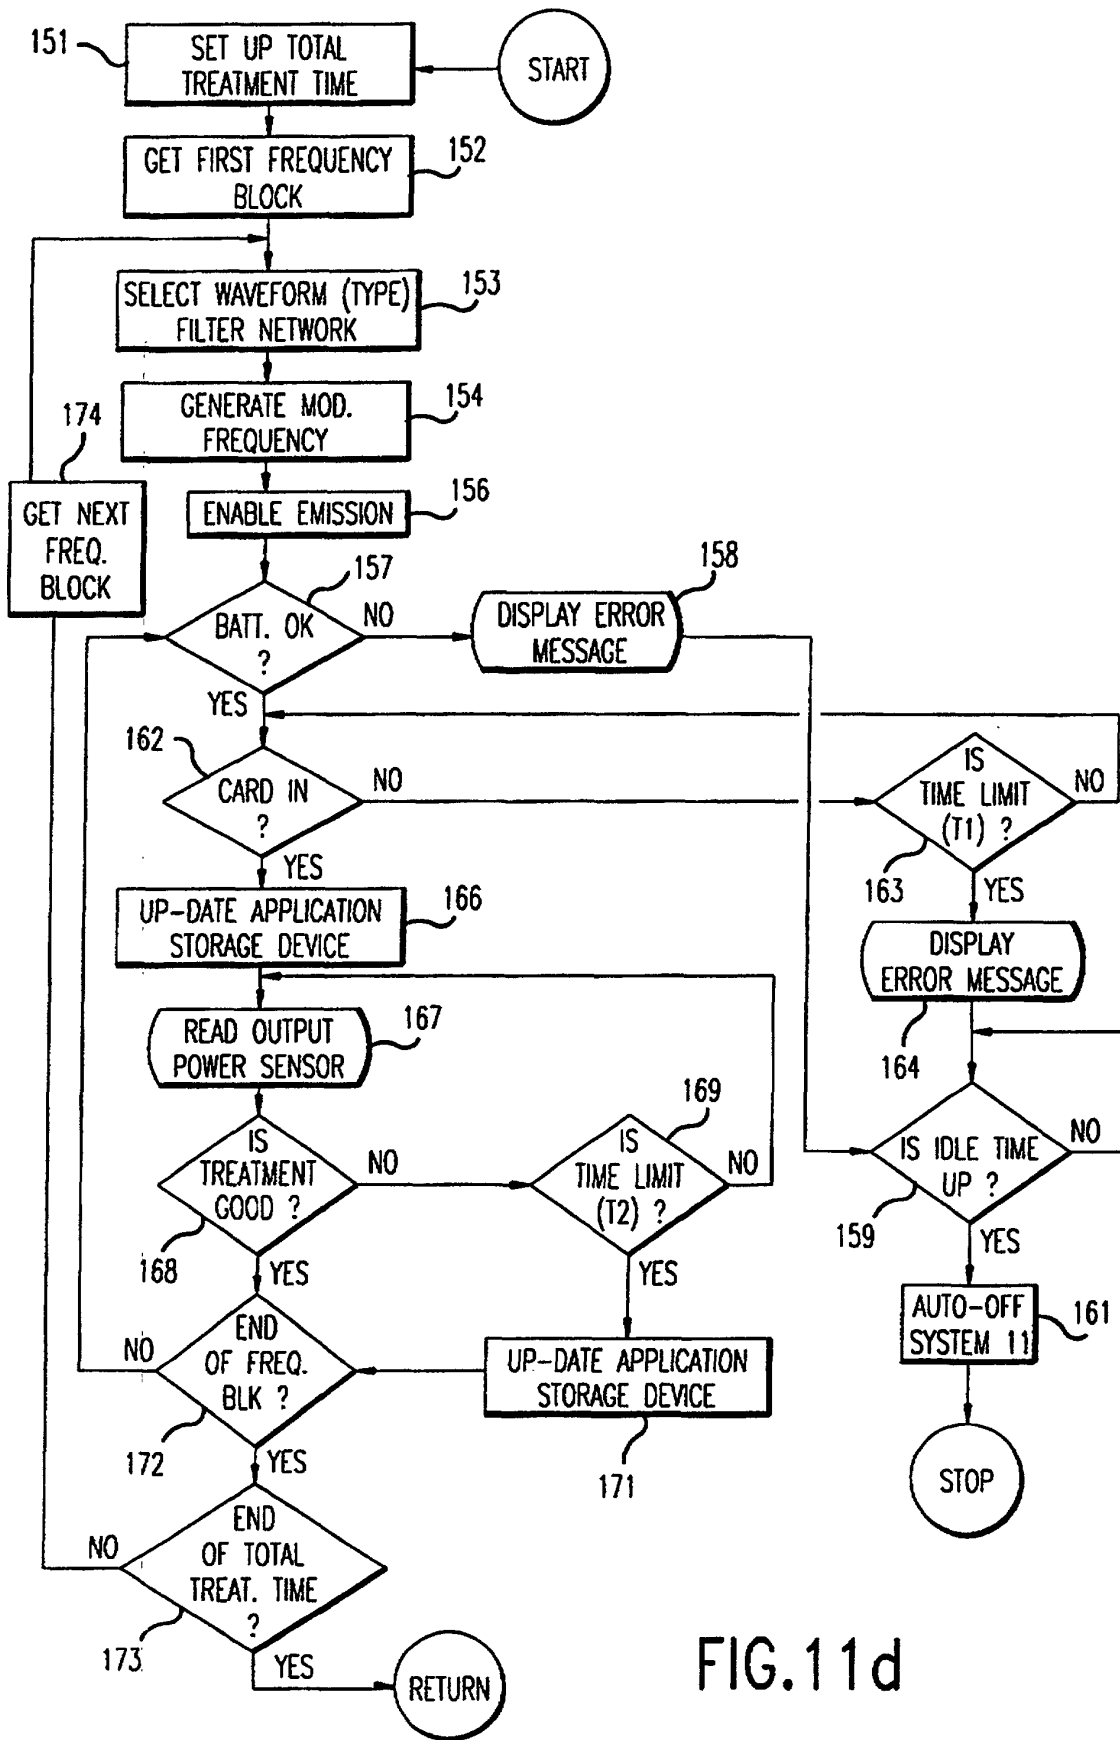 151
SET UP TOTAL
TREATMENT TIME
START
GET FIRST FREQUENCY
BLOCK
152
SELECT WAVEFORM (TYPE)
FILTER NETWORK
153
GENERATE MOD.
FREQUENCY
154
174
GET NEXT
FREQ.
BLOCK
ENABLE EMISSION
156
BATT. OK
?
157
NO
YES
DISPLAY ERROR
MESSAGE
158
162
CARD IN
?
NO
YES
IS
TIME LIMIT
(T1) ?
NO
163
YES
UP-DATE APPLICATION
STORAGE DEVICE
166
DISPLAY
ERROR MESSAGE
164
READ OUTPUT
POWER SENSOR
167
IS
TREATMENT
GOOD ?
NO
168
YES
IS
TIME LIMIT
(T2) ?
169
NO
YES
IS IDLE TIME
UP ?
NO
159
YES
AUTO-OFF
SYSTEM 11
161
STOP
END
OF FREQ.
BLK ?
NO
172
YES
UP-DATE APPLICATION
STORAGE DEVICE
171
END
OF TOTAL
TREAT. TIME
?
NO
173
YES
RETURN
FIG.11d